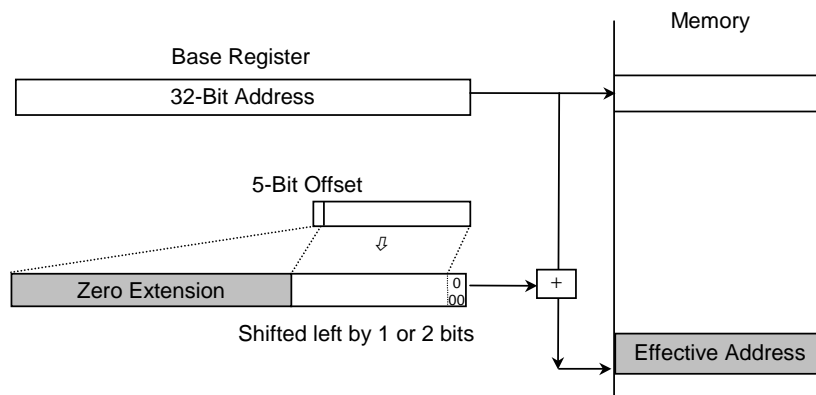 Memory
Base Register
32-Bit Address
5-Bit Offset
⇩
Zero Extension
0
00
+
Shifted left by 1 or 2 bits
Effective Address